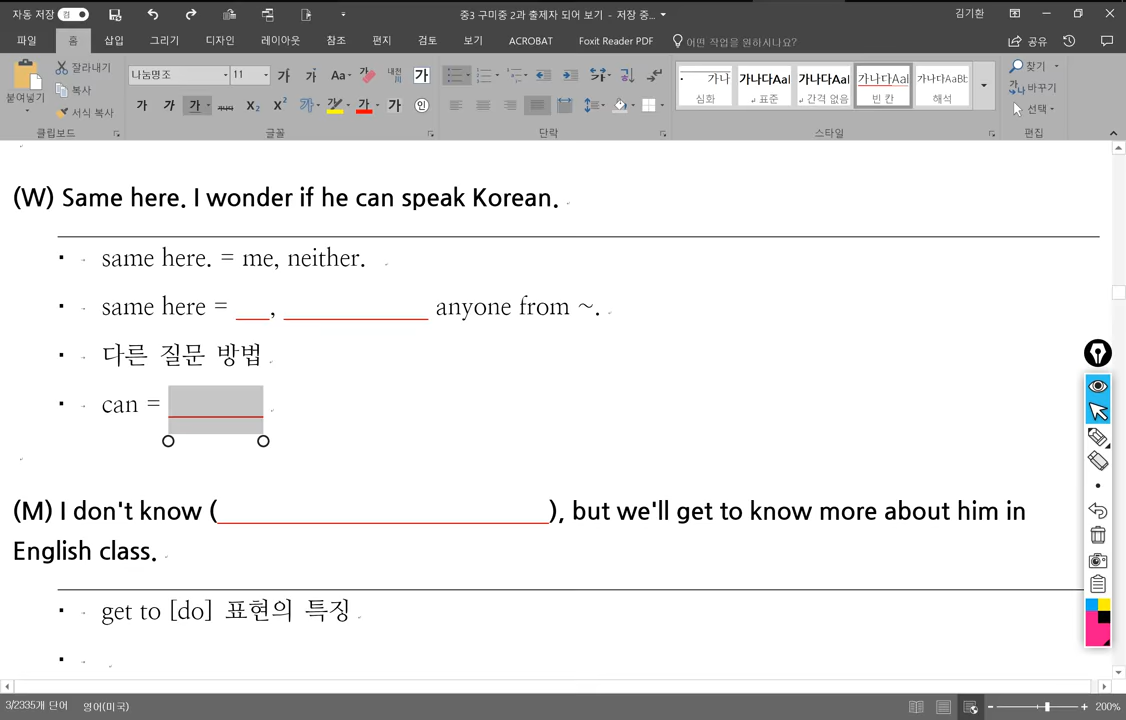 자동 저장 컴 중3 구미중 2과 출제자 되어 보기 - 저장 중... 김기환
파일 홈 삽입 그리기 디자인 레이아웃 참조 편지 검토 보기 ACROBAT Foxit Reader PDF 어떤 작업을 원하시나요? 공유
붙여넣기 잘라내기 복사 서식 복사
나눔명조 11
가나 심화
가나다AaI 표준
가나다AaI 간격 없음
가나다AaI 빈 칸
가나다AaBb 해석
찾기 바꾸기 선택
클립보드 글꼴 단락 스타일 편집
(W) Same here. I wonder if he can speak Korean.
same here. = me, neither.
same here = ___, ____________ anyone from ~.
다른 질문 방법
can = ________
(M) I don't know (____________________________), but we'll get to know more about him in
English class.
get to [do] 표현의 특징
3/2335개 단어 영어(미국) 200%